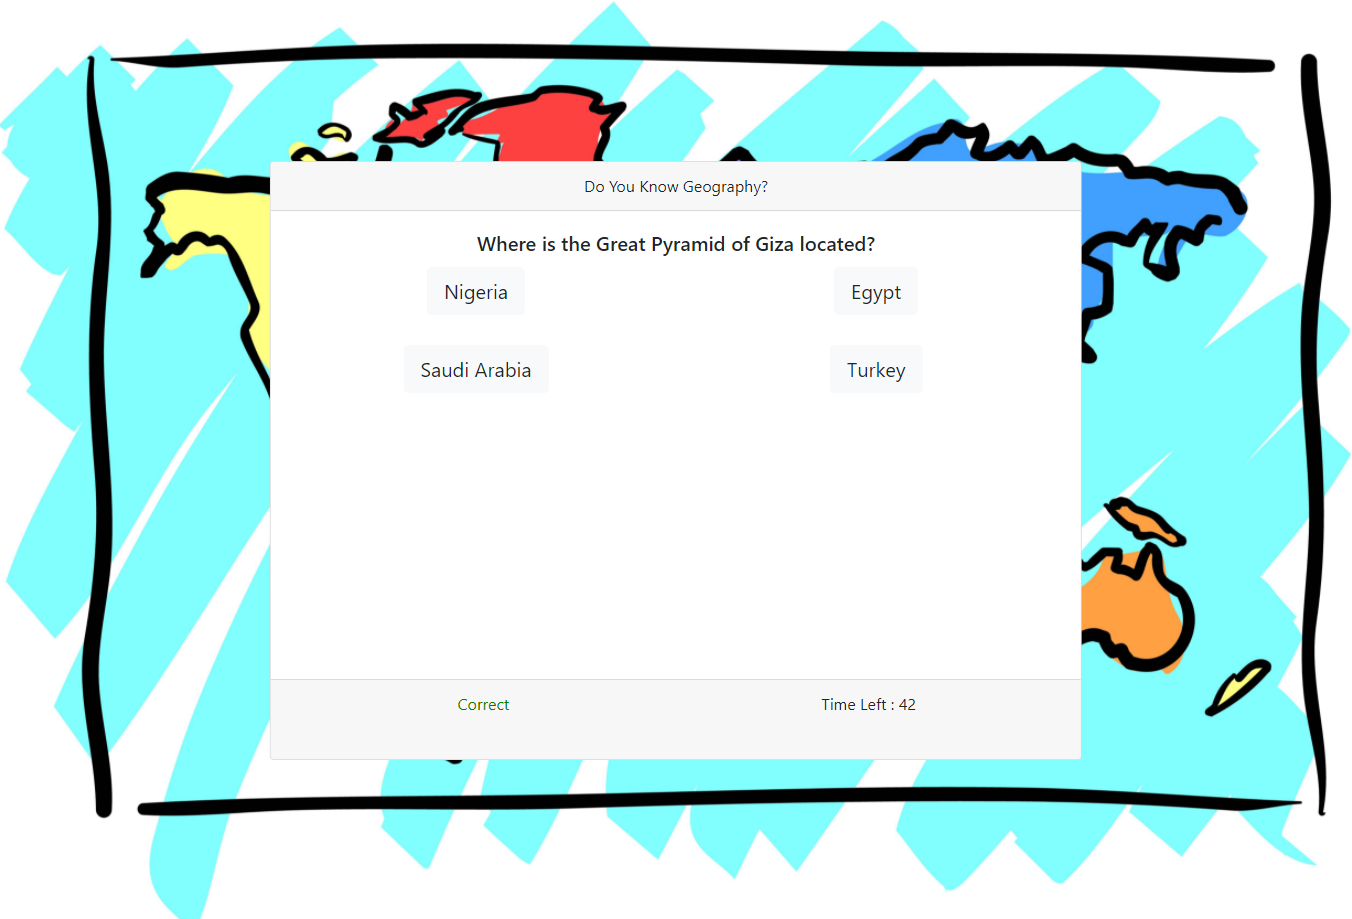 Do You Know Geography?
Where is the Great Pyramid of Giza located?
Nigeria
Egypt
Saudi Arabia
Turkey
Correct
Time Left : 42